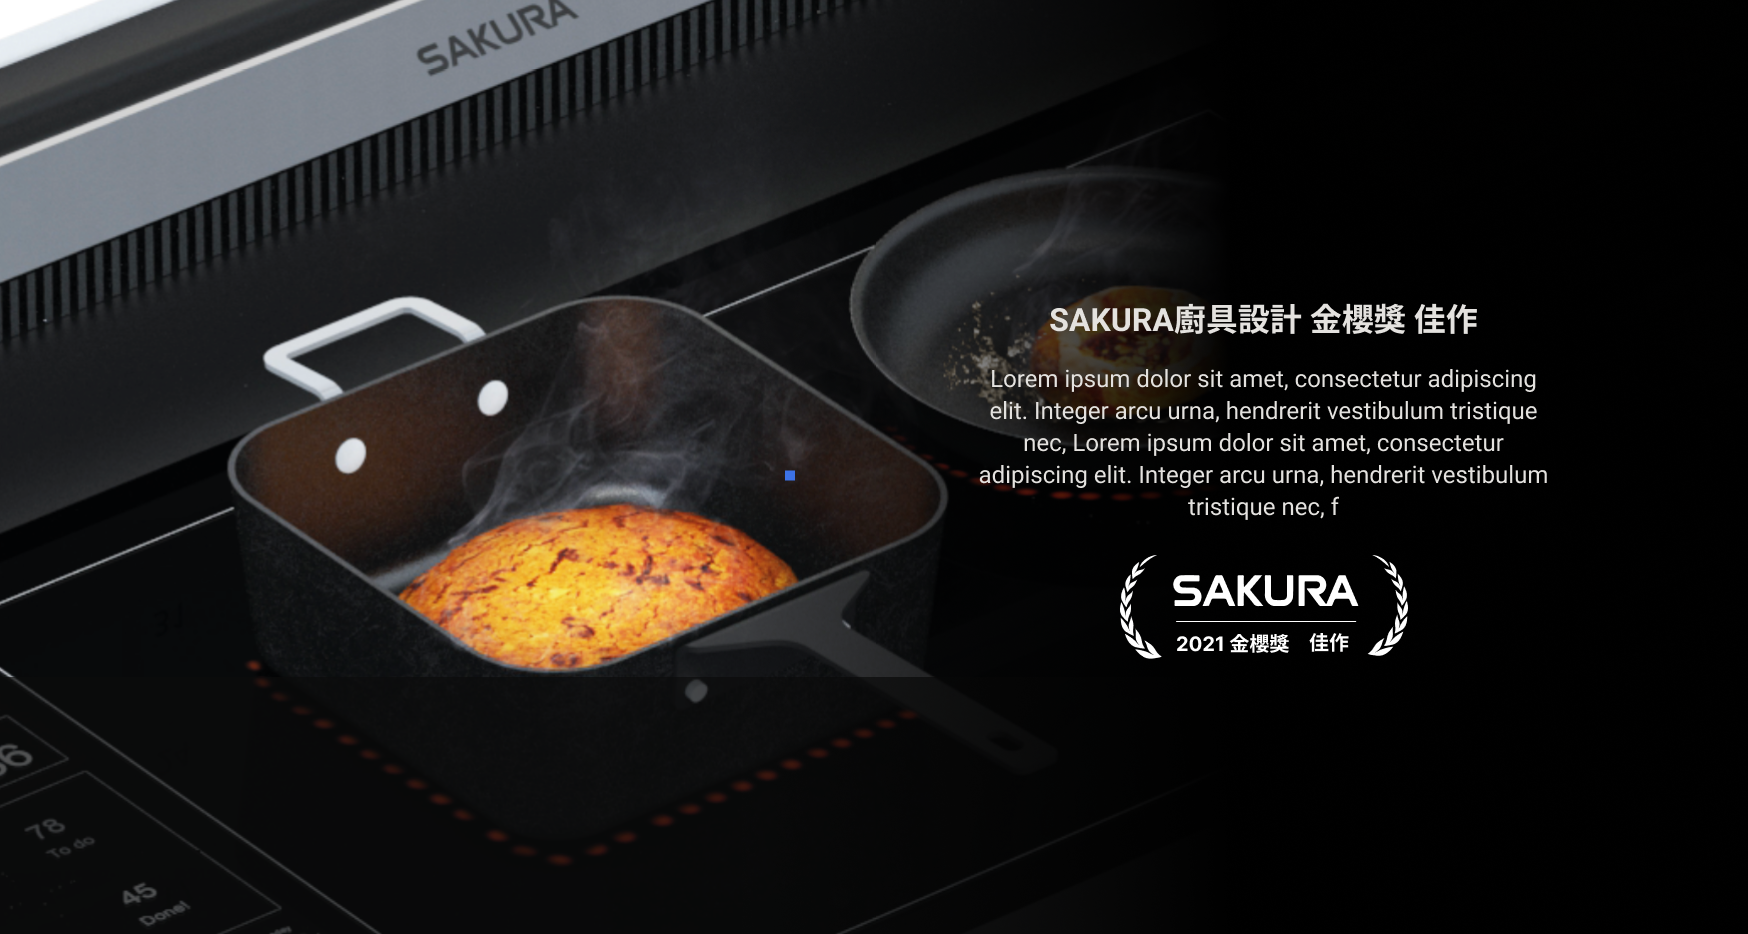 SAKURA
SAKURA廚具設計 金櫻獎 佳作
Lorem ipsum dolor sit amet, consectetur adipiscing
elit. Integer arcu urna, hendrerit vestibulum tristique
nec, Lorem ipsum dolor sit amet, consectetur
adipiscing elit. Integer arcu urna, hendrerit vestibulum
tristique nec, f
SAKURA
2021 金櫻獎 佳作
78
To do
45
Done!